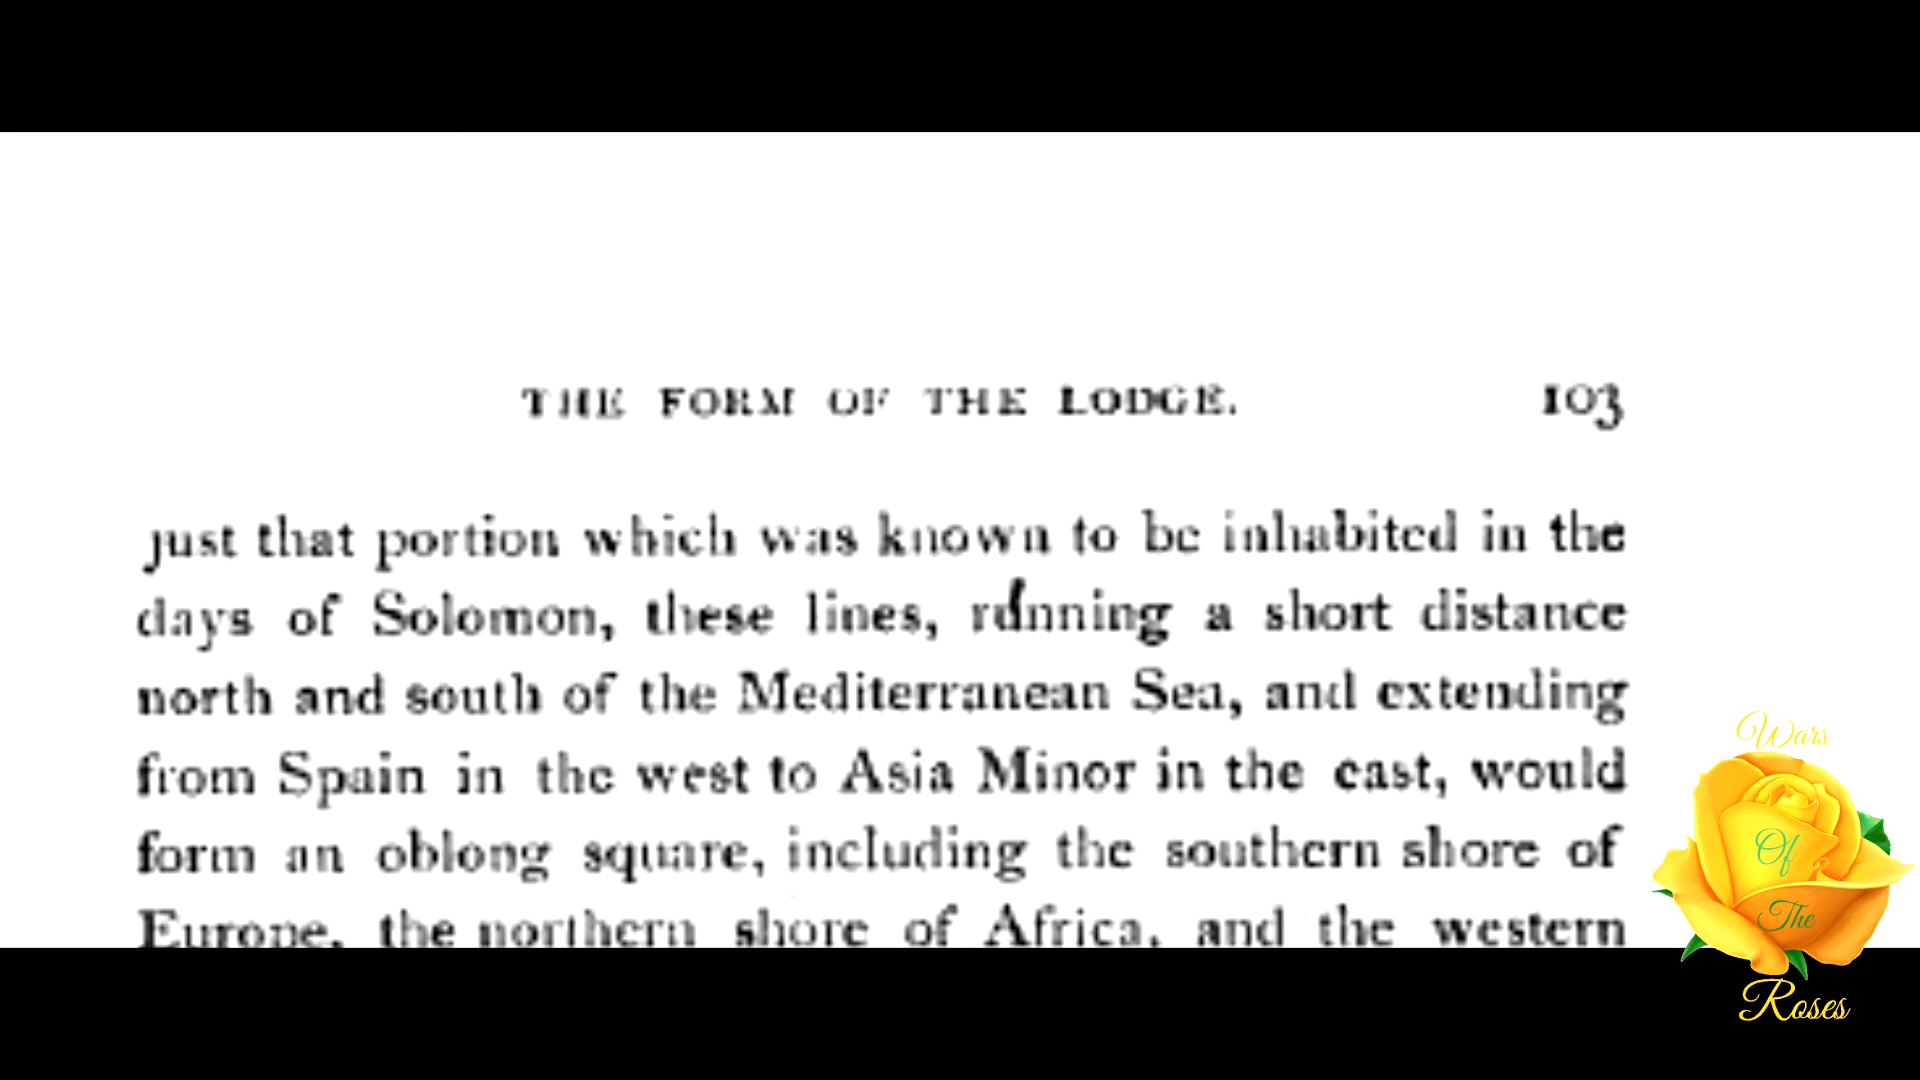 THE FORM OF THE LODGE. 103
just that portion which was known to be inhabited in the
days of Solomon, these lines, running a short distance
north and south of the Mediterranean Sea, and extending
from Spain in the west to Asia Minor in the east, would
form an oblong square, including the southern shore of
Europe, the northern shore of Africa, and the western
Wars
Of
The
Roses